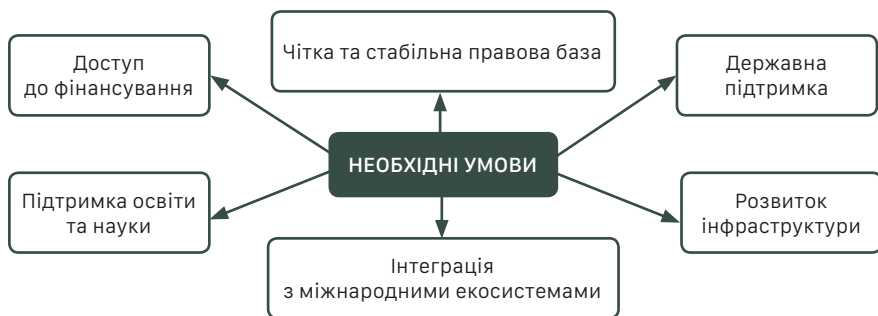 Чітка та стабільна правова база
Доступ
до фінансування
Державна
підтримка
НЕОБХІДНІ УМОВИ
Підтримка освіти
та науки
Розвиток
інфраструктури
Інтеграція
з міжнародними екосистемами